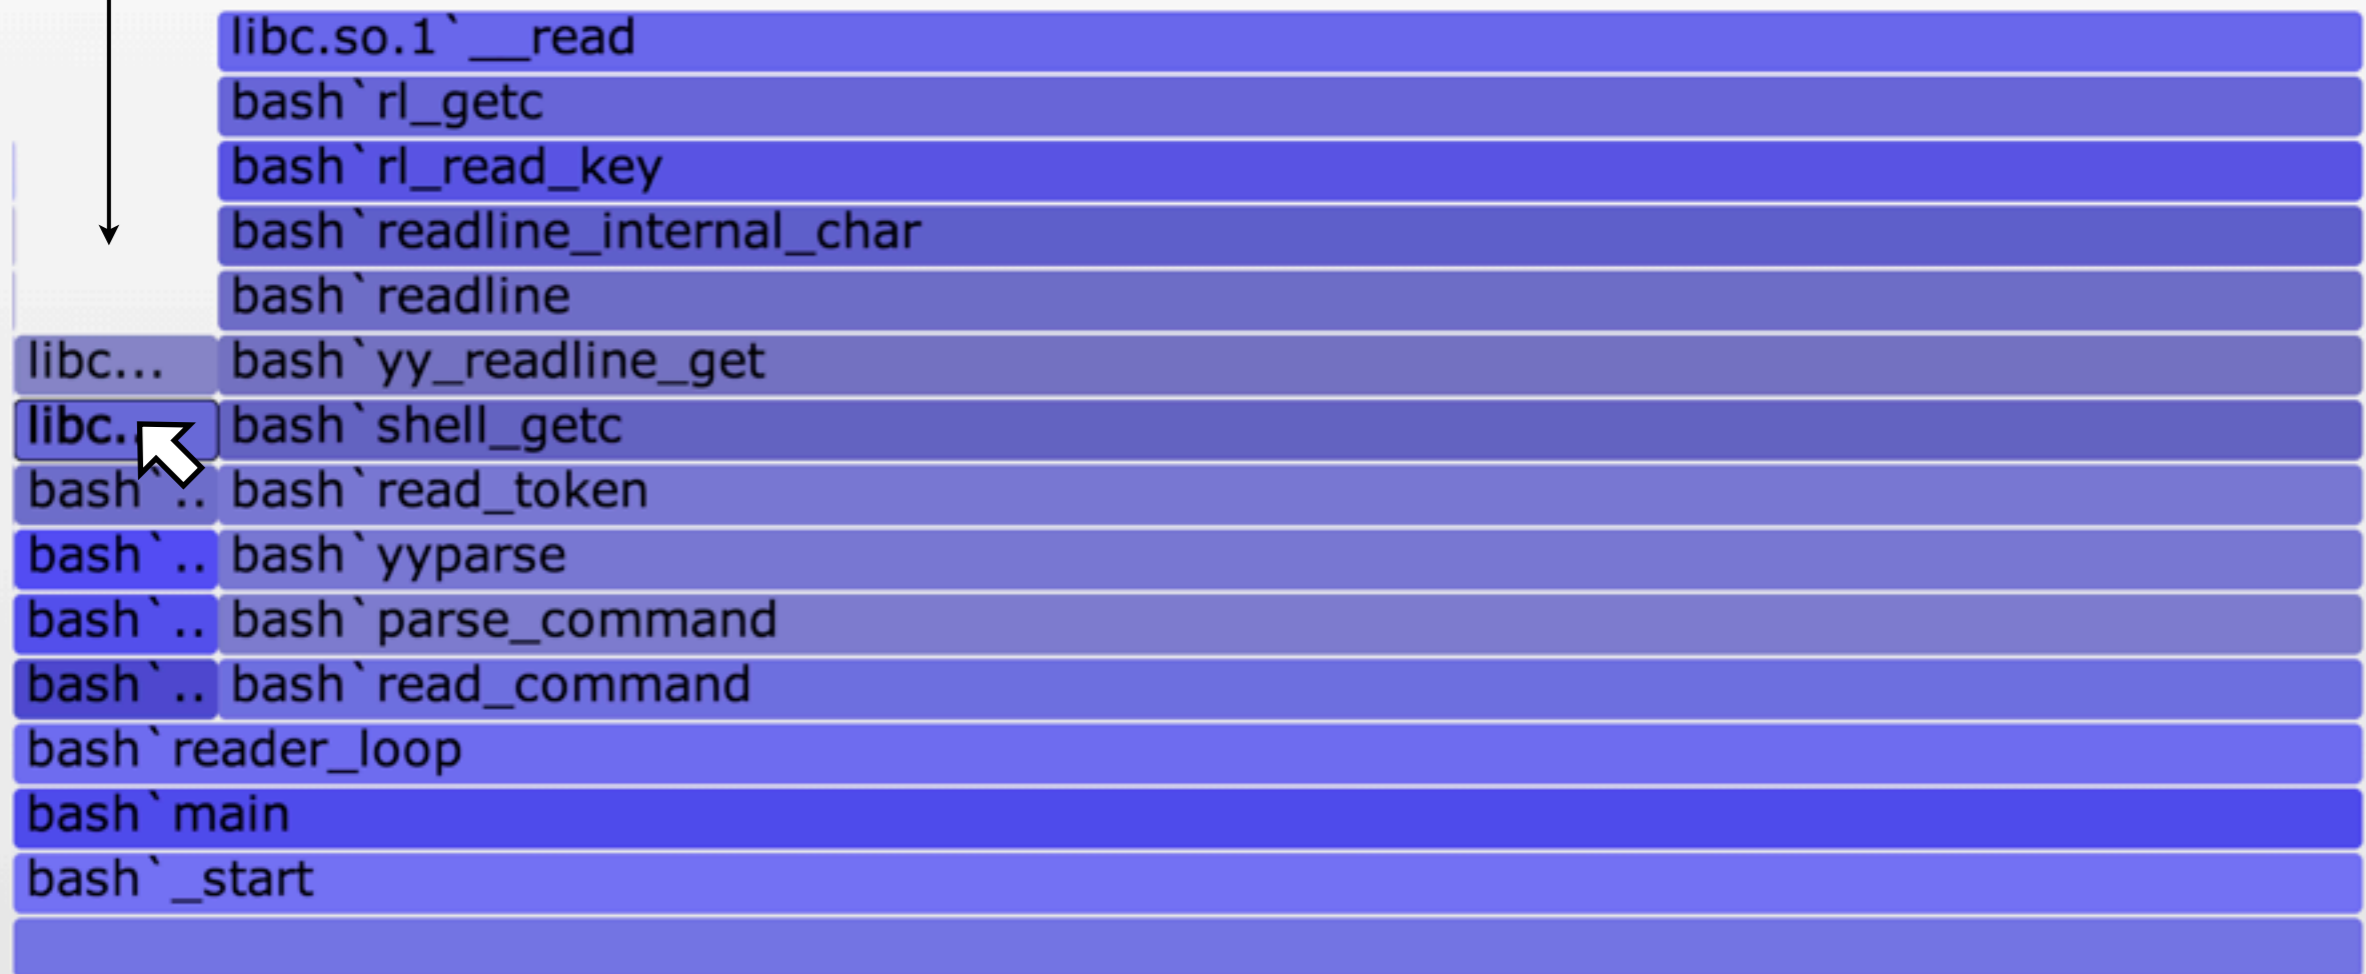 libc.so.1`__read
bash`rl_getc
bash`rl_read_key
bash`readline_internal_char
bash`readline
libc... bash`yy_readline_get
libc. bash`shell_getc
bash`.. bash`read_token
bash`.. bash`yyparse
bash`.. bash`parse_command
bash`.. bash`read_command
bash`reader_loop
bash`main
bash`_start